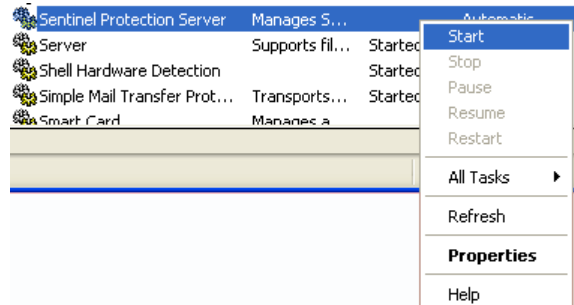 Sentinel Protection Server Manages S... Automatic
Server Supports fil... Started
Shell Hardware Detection Started
Simple Mail Transfer Prot... Transports... Started
Smart Card Manages a
Start
Stop
Pause
Resume
Restart
All Tasks
Refresh
Properties
Help